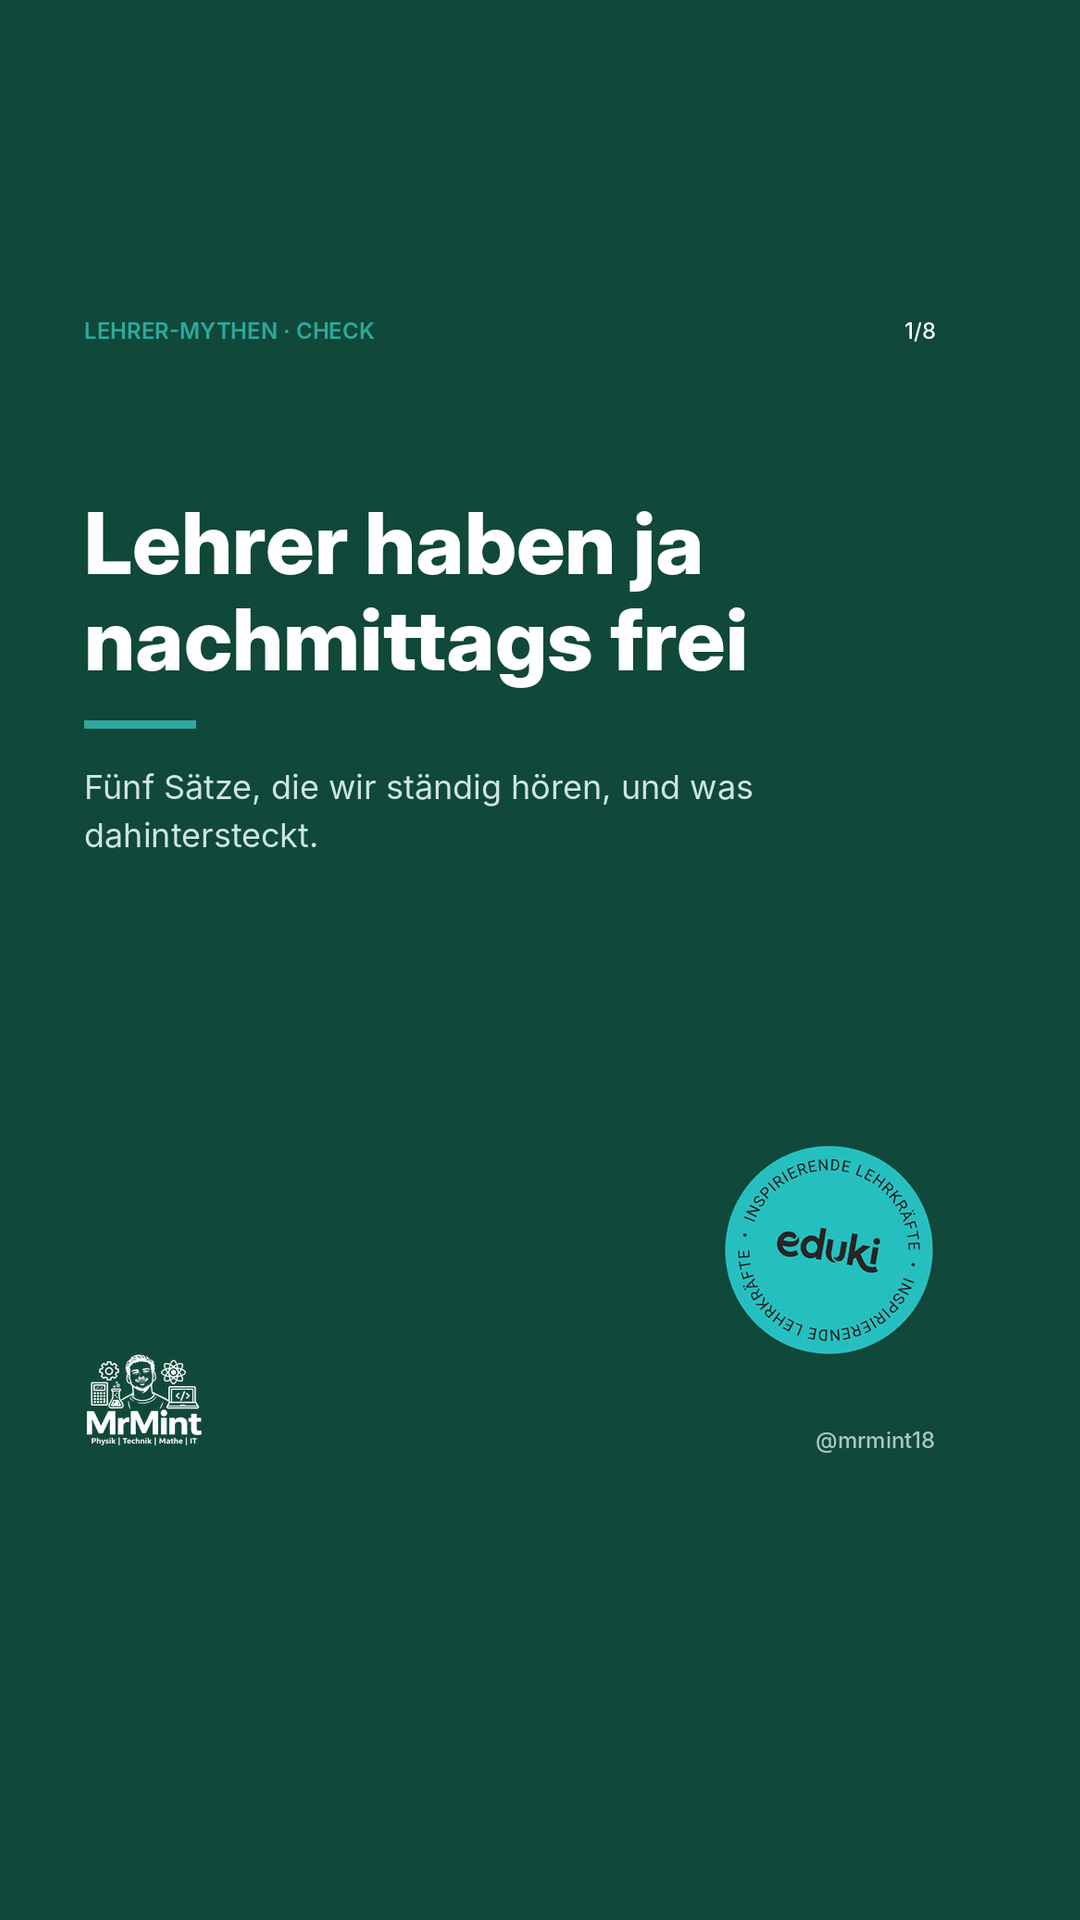 LEHRER-MYTHEN · CHECK
1/8
Lehrer haben ja
nachmittags frei
Fünf Sätze, die wir ständig hören, und was
dahintersteckt.
INSPIRIERENDE LEHRKRÄFTE • INSPIRIERENDE LEHRKRÄFTE •
eduki
</>
MrMint
Physik | Technik | Mathe | IT
@mrmint18